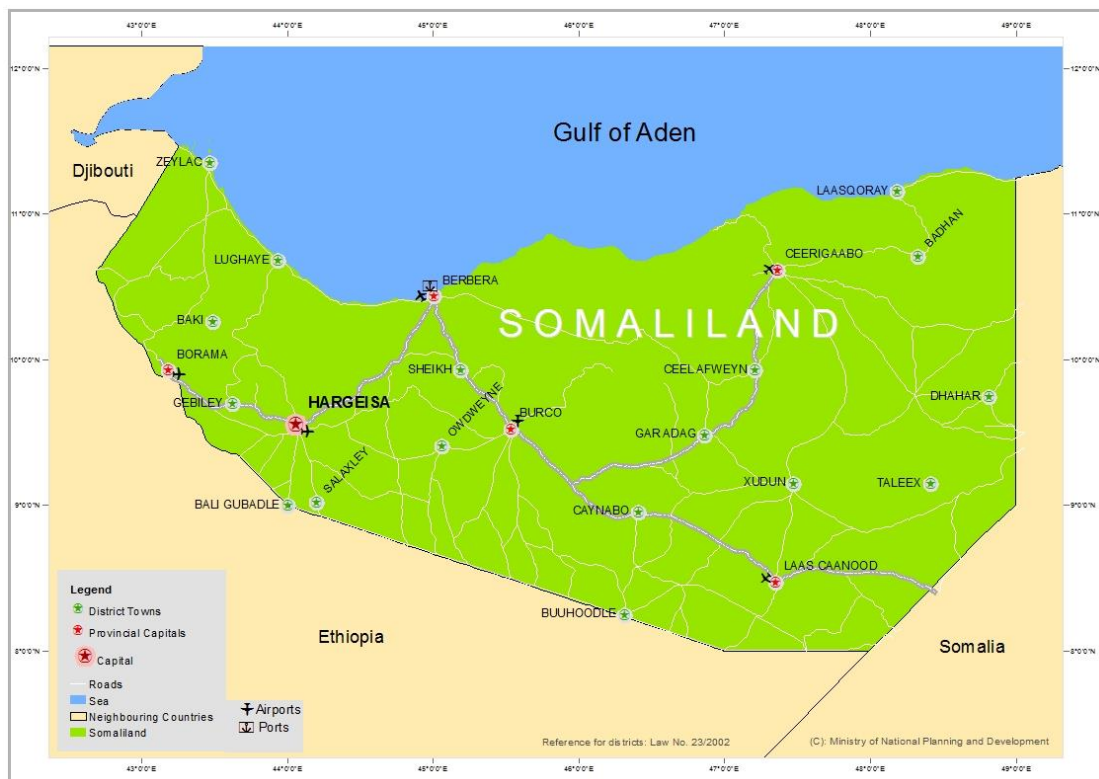 43°0'0"E 44°0'0"E 45°0'0"E 46°0'0"E 47°0'0"E 48°0'0"E 49°0'0"E
12°0'0"N 12°0'0"N
Gulf of Aden
ZEYLAC
Djibouti
LAASQORAY
11°0'0"N 11°0'0"N
BADHAN
LUGHAYE
CEERIGAABO
BERBERA
SOMALILAND
BAKI
10°0'0"N 10°0'0"N
BORAMA
SHEIKH
CEEL AFWEYN
DHAHAR
GEBILEY
HARGEISA
OWDWEYNE
BURCO
GARADAG
SALAXLEY
XUDUN
TALEEX
BALI GUBADLE
9°0'0"N 9°0'0"N
CAYNABO
LAAS CAANOOD
BUUHOODLE
Ethiopia
Somalia
8°0'0"N 8°0'0"N
Legend
District Towns
Provincial Capitals
Capital
Roads
Sea
Neighbouring Countries
Somaliland
Airports
Ports
Reference for districts: Law No. 23/2002
(C): Ministry of National Planning and Development
43°0'0"E 44°0'0"E 45°0'0"E 46°0'0"E 47°0'0"E 48°0'0"E 49°0'0"E